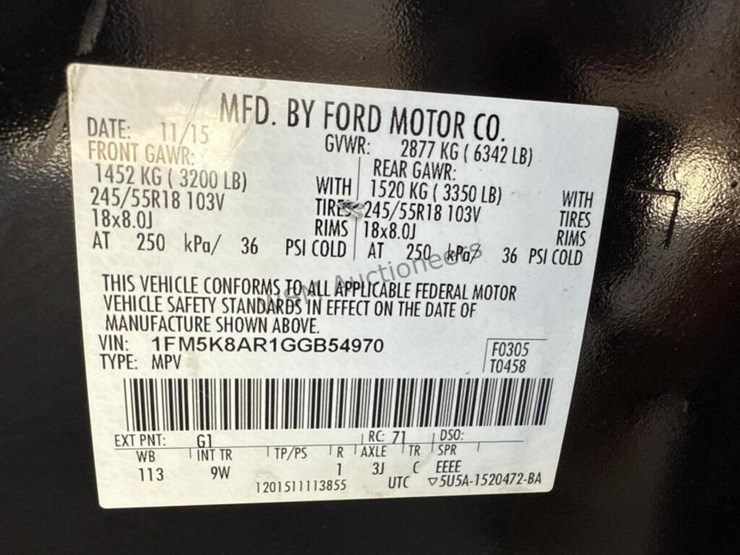 MFD. BY FORD MOTOR CO.
DATE: 11/15 GVWR: 2877 KG ( 6342 LB)
FRONT GAWR: REAR GAWR:
1452 KG ( 3200 LB) WITH 1520 KG ( 3350 LB) WITH
245/55R18 103V TIRES 245/55R18 103V TIRES
18x8.0J RIMS 18x8.0J RIMS
AT 250 kPa/ 36 PSI COLD AT 250 kPa/ 36 PSI COLD
Auctioneers
THIS VEHICLE CONFORMS TO ALL APPLICABLE FEDERAL MOTOR
VEHICLE SAFETY STANDARDS IN EFFECT ON THE DATE OF
MANUFACTURE SHOWN ABOVE.
VIN: 1FM5K8AR1GGB54970 F0305
TYPE: MPV T0458
EXT PNT: G1 RC: 71 DSO:
WB INT TR TP/PS R AXLE TR SPR
113 9W 1 3J C EEEE
1201511113855 UTC ▽5U5A-1520472-BA